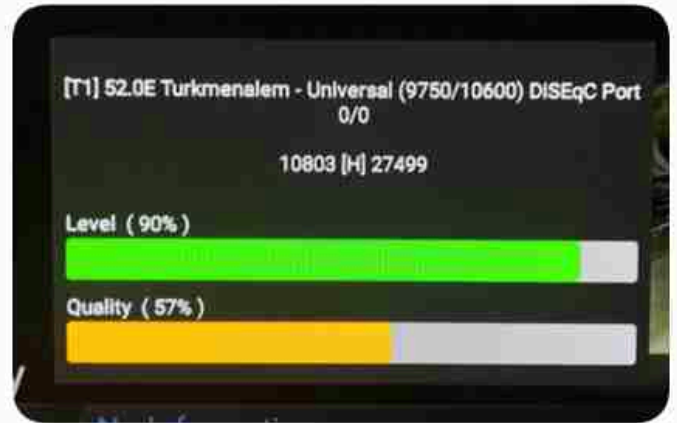 [T1] 52.0E Turkmenalem - Universal (9750/10600) DISEqC Port
0/0
10803 [H] 27499
Level ( 90% )
Quality ( 57% )